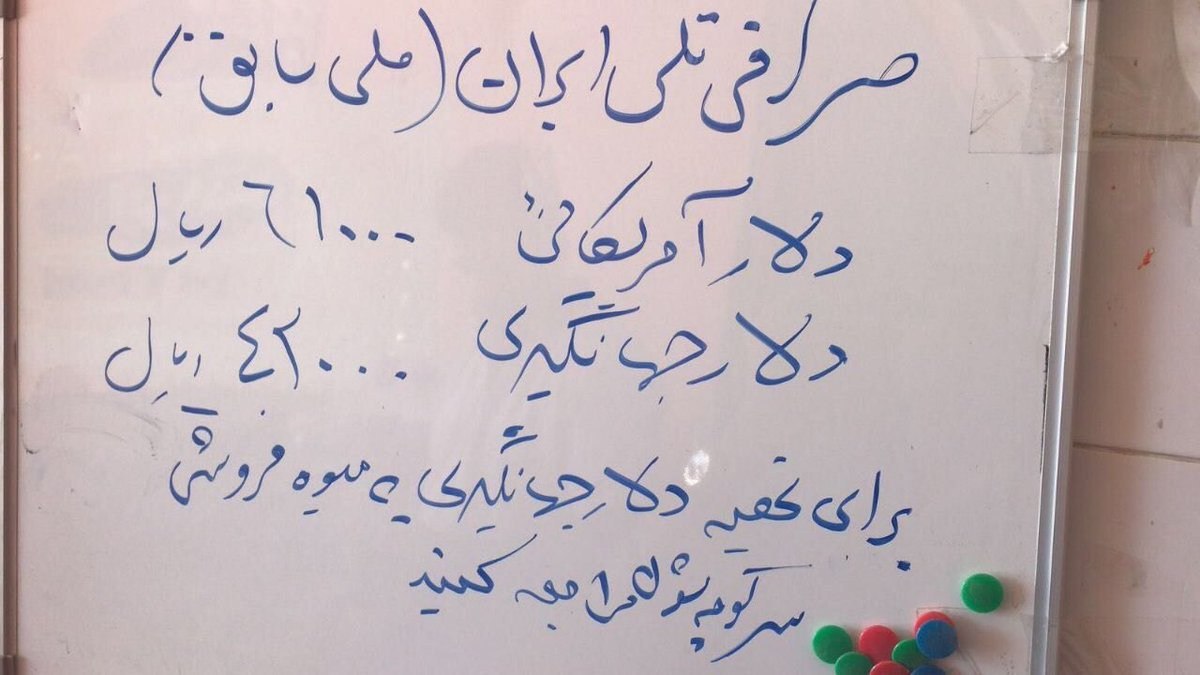 صرافی تلی ایران (ملی سابق)
دلار آمریکائی ۶۱۰۰۰ ریال
دلار جهانگیری ۴۲۰۰۰ ریال
برای تهیه دلار جهانگیری به میوه فروشی
سر کوچه مراجعه کنید